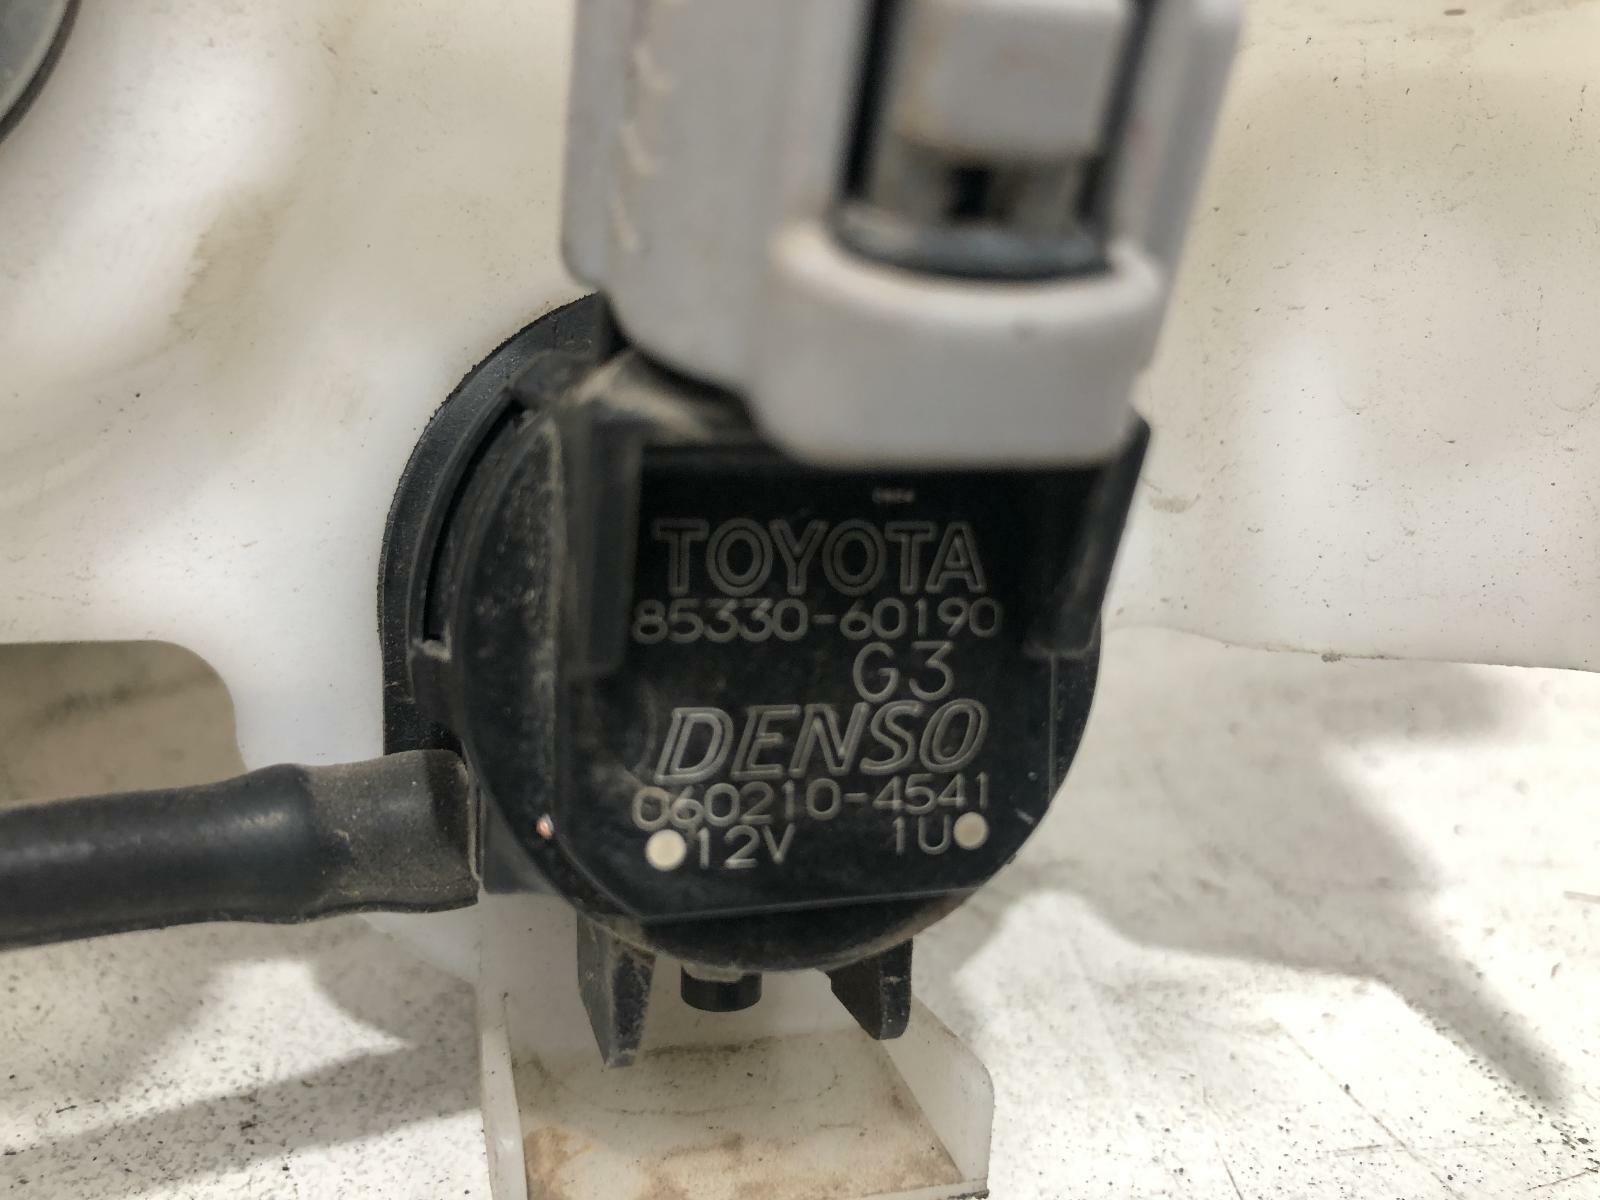 TOYOTA
85330-60190
G3
DENSO
060210-4541
12V 1U